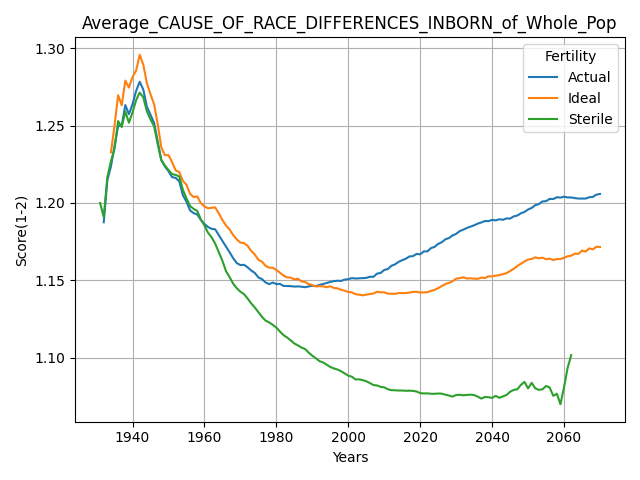 Average_CAUSE_OF_RACE_DIFFERENCES_INBORN_of_Whole_Pop
Fertility
Actual
Ideal
Sterile
Score(1-2)
1.30
1.25
1.20
1.15
1.10
1940 1960 1980 2000 2020 2040 2060
Years